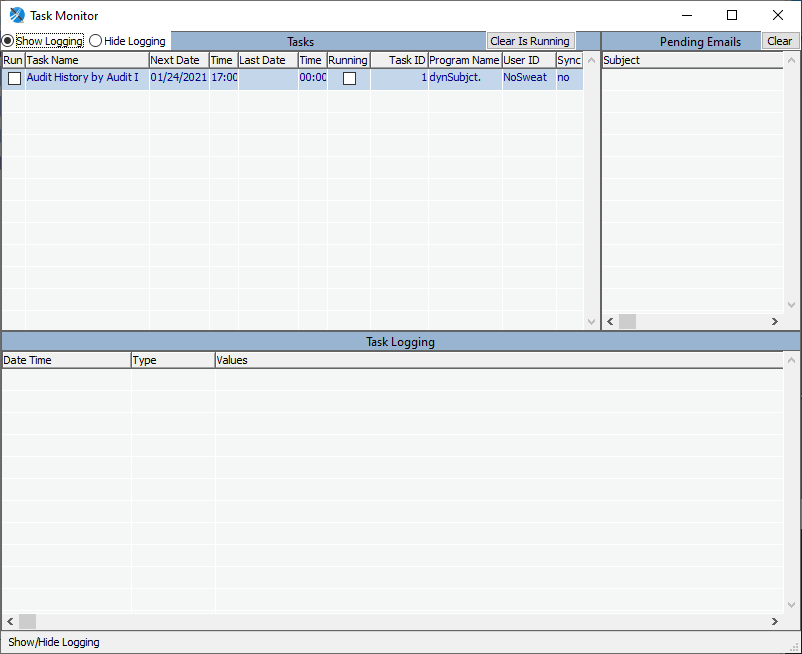 Task Monitor
Show Logging Hide Logging Tasks Clear Is Running Pending Emails Clear
Run Task Name Next Date Time Last Date Time Running Task ID Program Name User ID Sync Subject
Audit History by Audit I 01/24/2021 17:00 00:00 1 dynSubjct. NoSweat no
Task Logging
Date Time Type Values
Show/Hide Logging